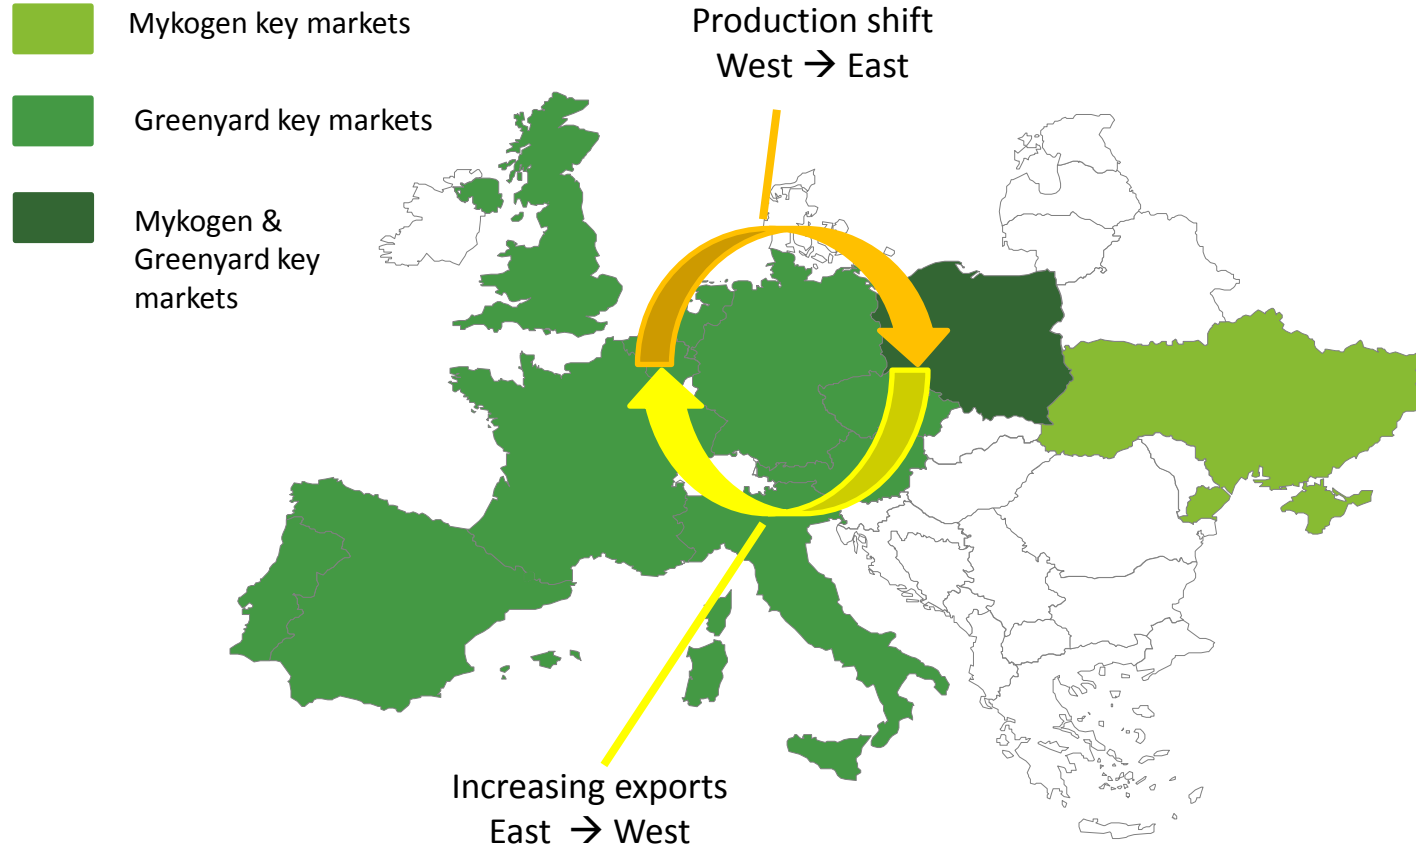 Mykogen key markets
Greenyard key markets
Mykogen &
Greenyard key
markets
Production shift
West → East
Increasing exports
East → West